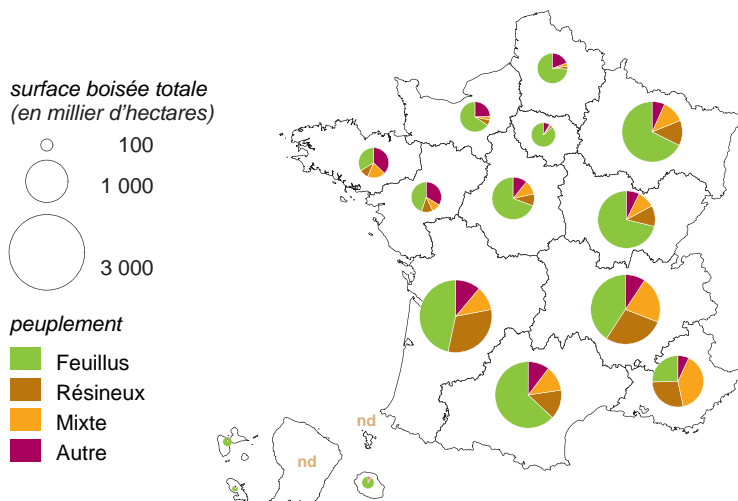 surface boisée totale
(en millier d'hectares)
100
1 000
3 000
peuplement
Feuillus
Résineux
Mixte
Autre
nd
nd